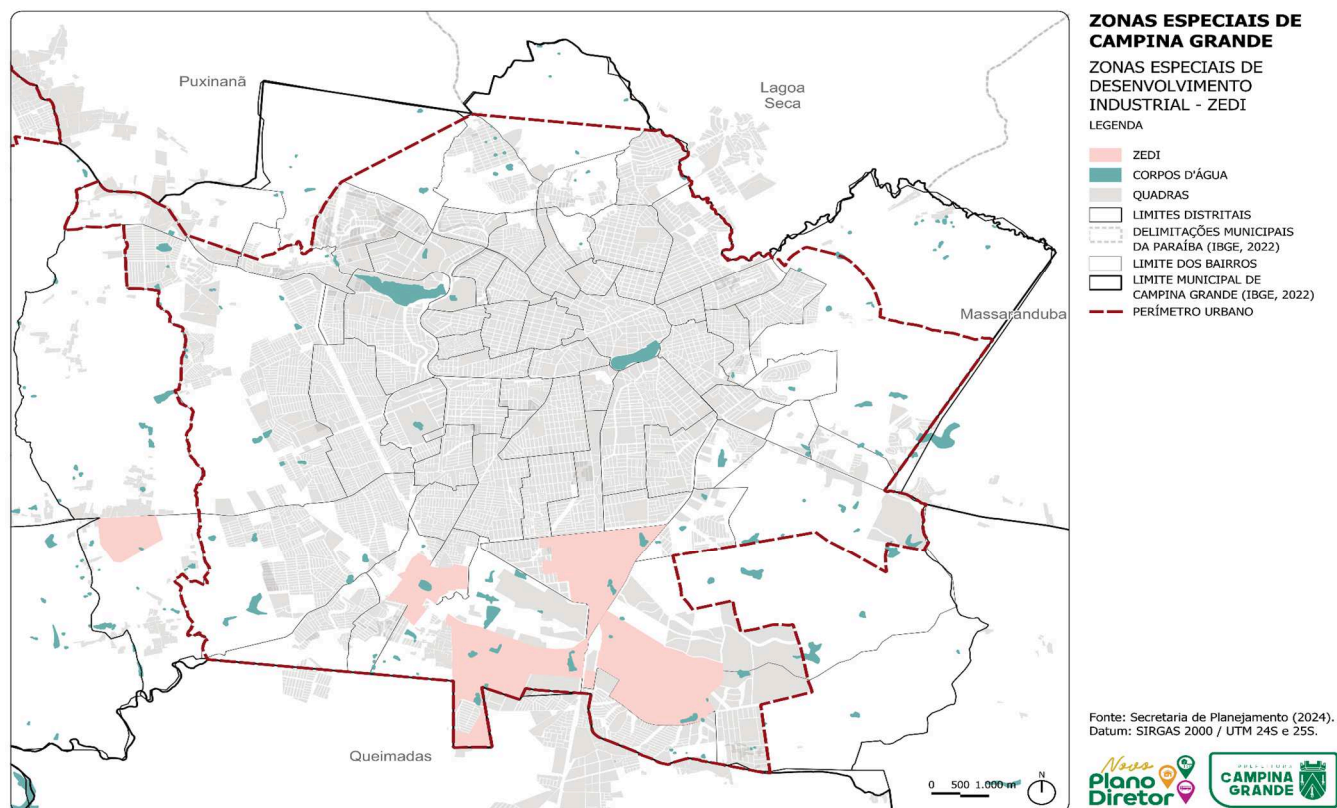 ZONAS ESPECIAIS DE
CAMPINA GRANDE
ZONAS ESPECIAIS DE
DESENVOLVIMENTO
INDUSTRIAL - ZEDI
LEGENDA
ZEDI
CORPOS D'ÁGUA
QUADRAS
LIMITES DISTRITAIS
DELIMITAÇÕES MUNICIPAIS
DA PARAÍBA (IBGE, 2022)
LIMITE DOS BAIRROS
LIMITE MUNICIPAL DE
CAMPINA GRANDE (IBGE, 2022)
PERÍMETRO URBANO
Puxinanã
Lagoa
Seca
Massaranduba
Queimadas
0 500 1.000 m
N
Fonte: Secretaria de Planejamento (2024).
Datum: SIRGAS 2000 / UTM 24S e 25S.
Novo
Plano
Diretor
PREFEITURA
CAMPINA
GRANDE